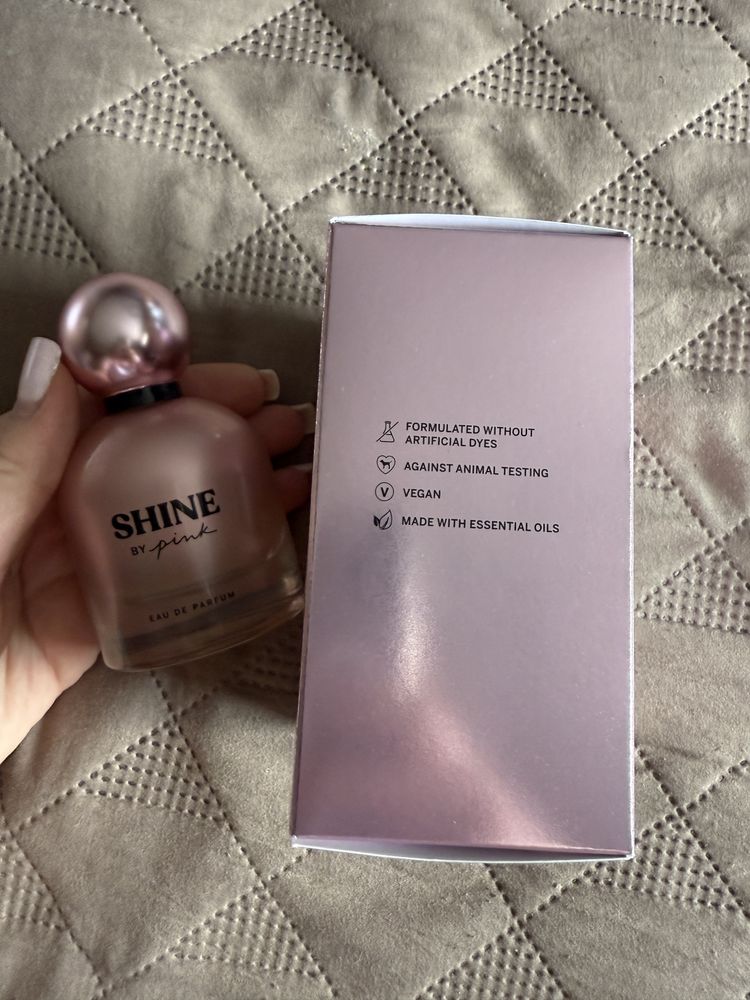 SHINE
BY pink
EAU DE PARFUM
FORMULATED WITHOUT
ARTIFICIAL DYES
AGAINST ANIMAL TESTING
V VEGAN
MADE WITH ESSENTIAL OILS